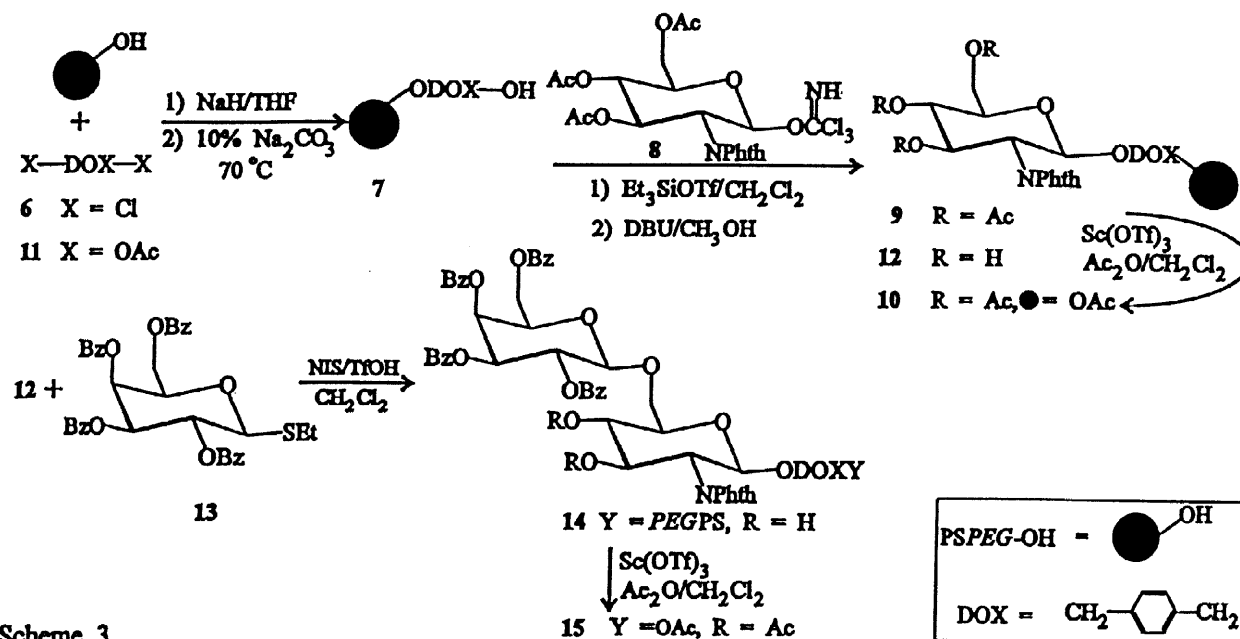 OH
+
X—DOX—X
6 X = Cl
11 X = OAc
1) NaH/THF
2) 10% Na2CO3
70 °C
ODOX—OH
7
OAc
AcO
AcO
O
NH
OCCl3
NPhth
8
1) Et3SiOTf/CH2Cl2
2) DBU/CH3OH
OR
RO
RO
O
ODOX
NPhth
9 R = Ac
12 R = H
10 R = Ac, ● = OAc
Sc(OTf)3
Ac2O/CH2Cl2
12 +
OBz
BzO
O
BzO
SEt
OBz
13
NIS/TfOH
CH2Cl2
OBz
BzO
O
BzO
O
OBz
RO
O
RO
ODOXY
NPhth
14 Y = PEGPS, R = H
Sc(OTf)3
Ac2O/CH2Cl2
15 Y =OAc, R = Ac
PSPEG-OH =
OH
DOX = CH2 CH2
Scheme 3